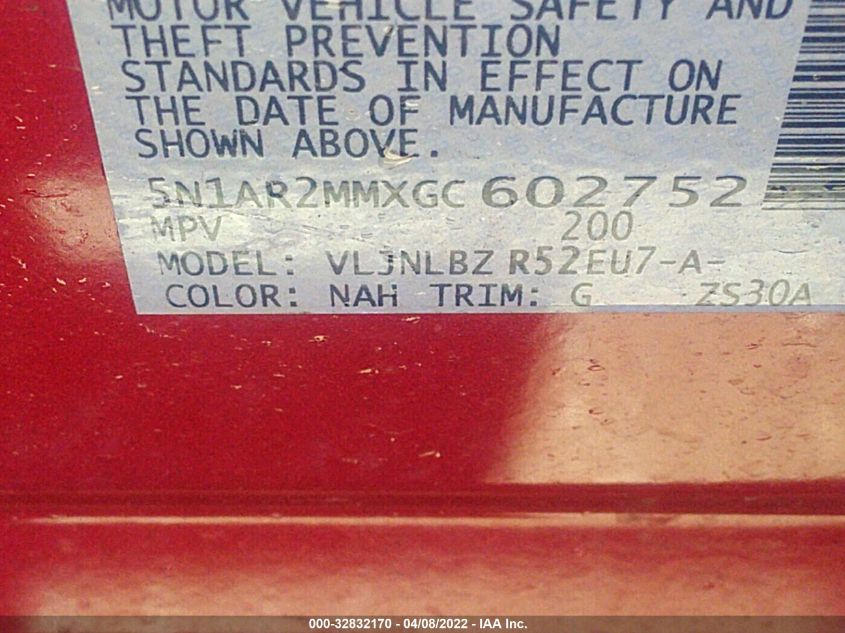 MOTOR VEHICLE SAFETY AND
THEFT PREVENTION
STANDARDS IN EFFECT ON
THE DATE OF MANUFACTURE
SHOWN ABOVE.
5N1AR2MMXGC602752
MPV 200
MODEL: VLJNLBZ R52EU7-A-
COLOR: NAH TRIM: G ZS30A
000-32832170 - 04/08/2022 - IAA Inc.